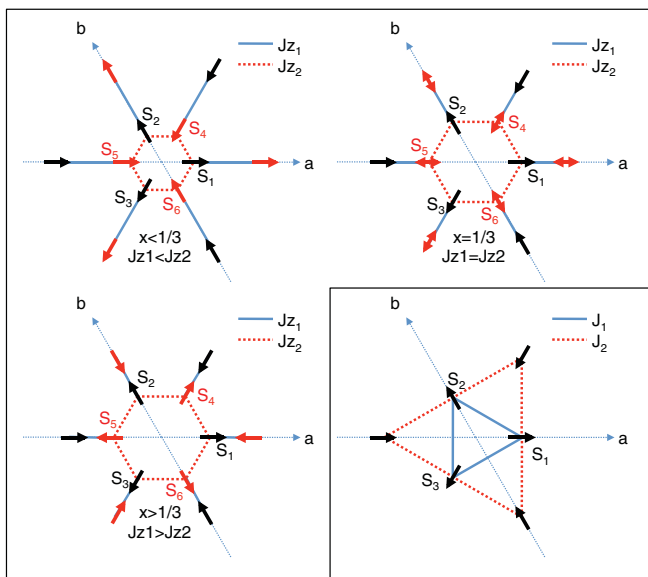 b
Jz₁
Jz₂
S₂
S₄
S₅
S₁
a
S₃
S₆
x<1/3
Jz1<Jz2
b
Jz₁
Jz₂
S₂
S₄
S₅
S₁
a
S₃
S₆
x=1/3
Jz1=Jz2
b
Jz₁
Jz₂
S₂
S₄
S₅
S₁
a
S₃
S₆
x>1/3
Jz1>Jz2
b
J₁
J₂
S₂
a
S₁
S₃